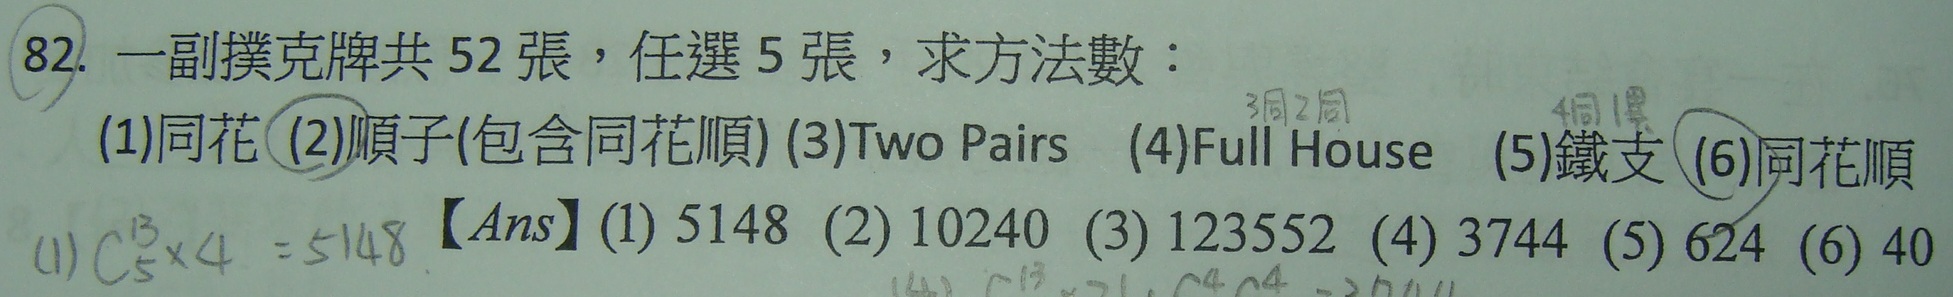 82. 一副撲克牌共 52 張，任選 5 張，求方法數：
3同2同 4同1異
(1)同花 (2)順子(包含同花順) (3)Two Pairs (4)Full House (5)鐵支 (6)同花順
【Ans】(1) 5148 (2) 10240 (3) 123552 (4) 3744 (5) 624 (6) 40
(1) C¹³₅×4 =5148.